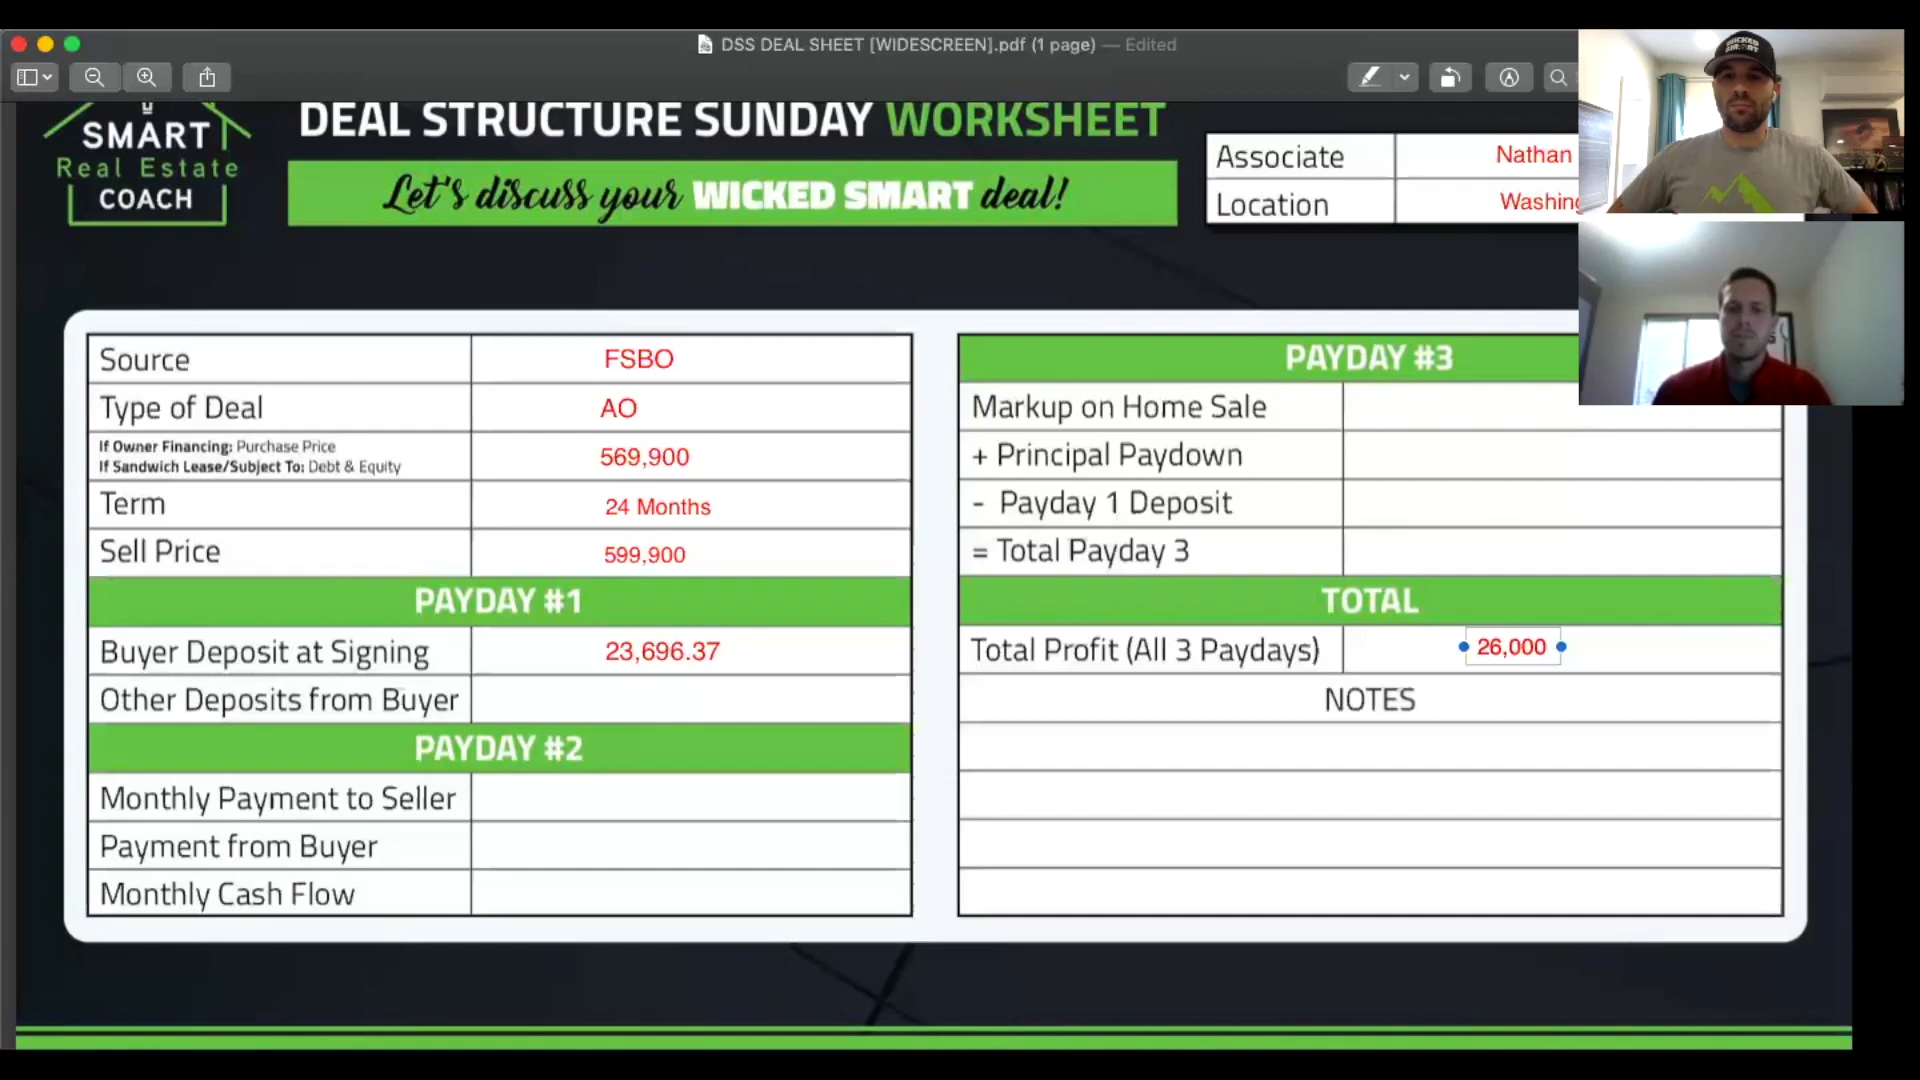 DSS DEAL SHEET [WIDESCREEN].pdf (1 page) — Edited
SMART
Real Estate
COACH
DEAL STRUCTURE SUNDAY WORKSHEET
Let's discuss your WICKED SMART deal!
Associate Nathan
Location
Source FSBO
Type of Deal AO
If Owner Financing: Purchase Price
If Sandwich Lease/Subject To: Debt & Equity
569,900
Term 24 Months
Sell Price 599,900
PAYDAY #1
Buyer Deposit at Signing 23,696.37
Other Deposits from Buyer
PAYDAY #2
Monthly Payment to Seller
Payment from Buyer
Monthly Cash Flow
PAYDAY #3
Markup on Home Sale
+ Principal Paydown
- Payday 1 Deposit
= Total Payday 3
TOTAL
Total Profit (All 3 Paydays) 26,000
NOTES
WICKED
SMART